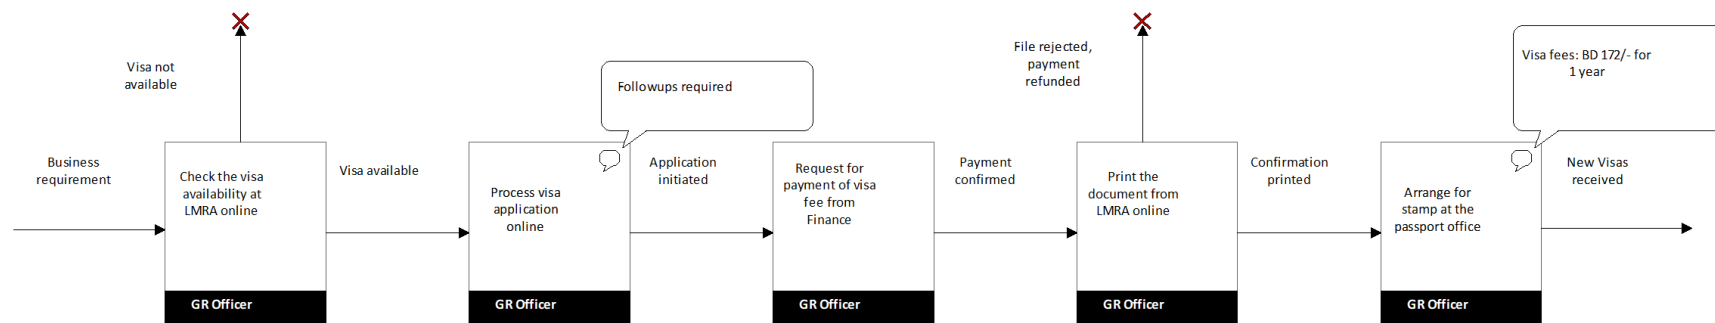 Business
requirement
Visa not
available
Check the visa
availability at
LMRA online
GR Officer
Visa available
Followups required
Process visa
application
online
GR Officer
Application
initiated
Request for
payment of visa
fee from
Finance
GR Officer
Payment
confirmed
File rejected,
payment
refunded
Print the
document from
LMRA online
GR Officer
Confirmation
printed
Visa fees: BD 172/- for
1 year
Arrange for
stamp at the
passport office
GR Officer
New Visas
received